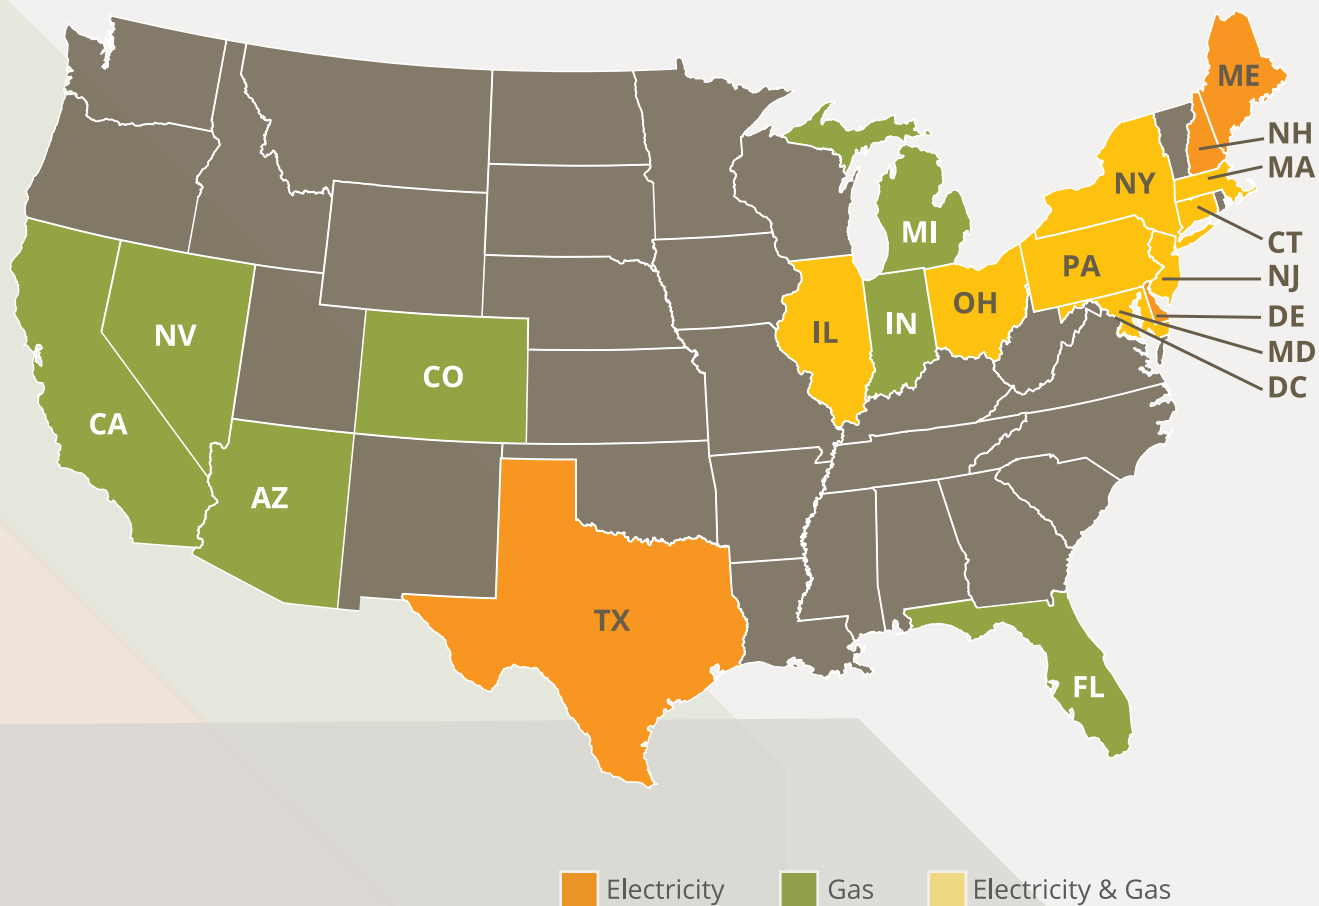 ME
NH
MA
NY
CT
MI
PA
NJ
OH
DE
NV
IL
IN
MD
CO
DC
CA
AZ
TX
FL
Electricity
Gas
Electricity & Gas